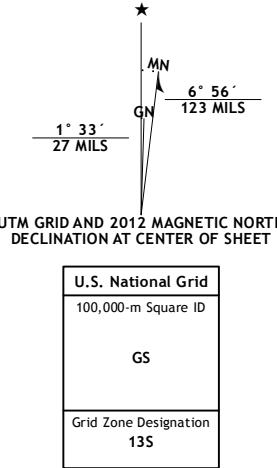 ★
MN
GN
6° 56´
123 MILS
1° 33´
27 MILS
UTM GRID AND 2012 MAGNETIC NORTH
DECLINATION AT CENTER OF SHEET
U.S. National Grid
100,000-m Square ID
GS
Grid Zone Designation
13S